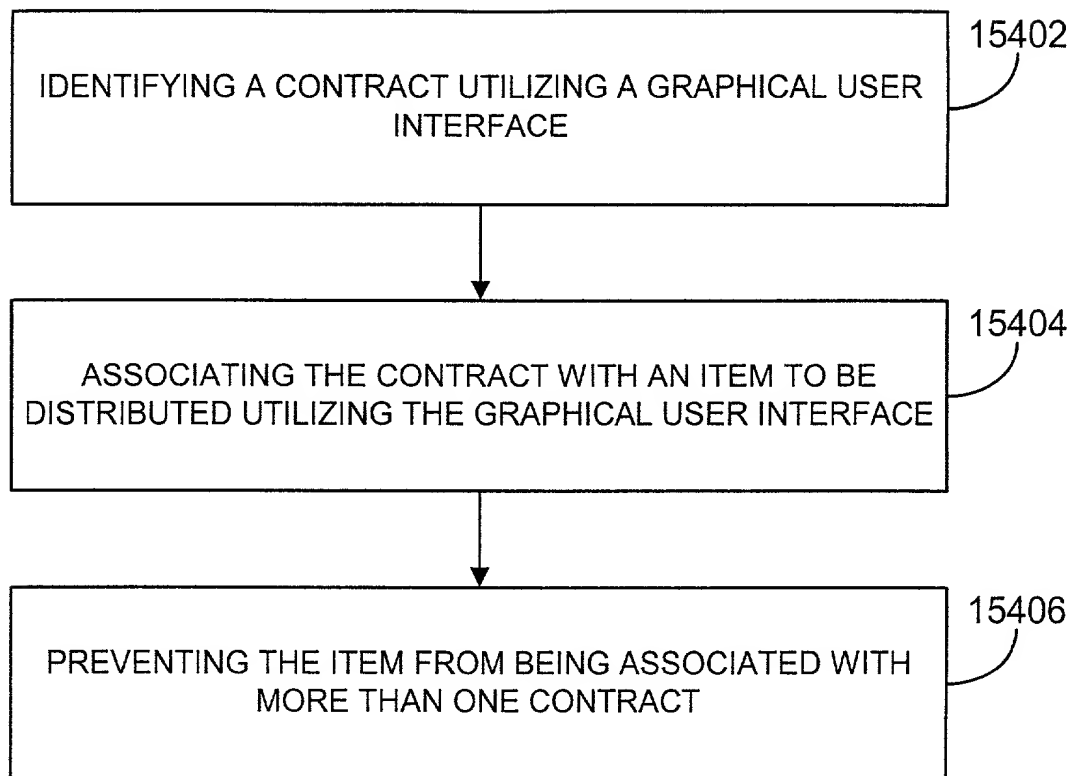 15402
IDENTIFYING A CONTRACT UTILIZING A GRAPHICAL USER
INTERFACE
15404
ASSOCIATING THE CONTRACT WITH AN ITEM TO BE
DISTRIBUTED UTILIZING THE GRAPHICAL USER INTERFACE
15406
PREVENTING THE ITEM FROM BEING ASSOCIATED WITH
MORE THAN ONE CONTRACT